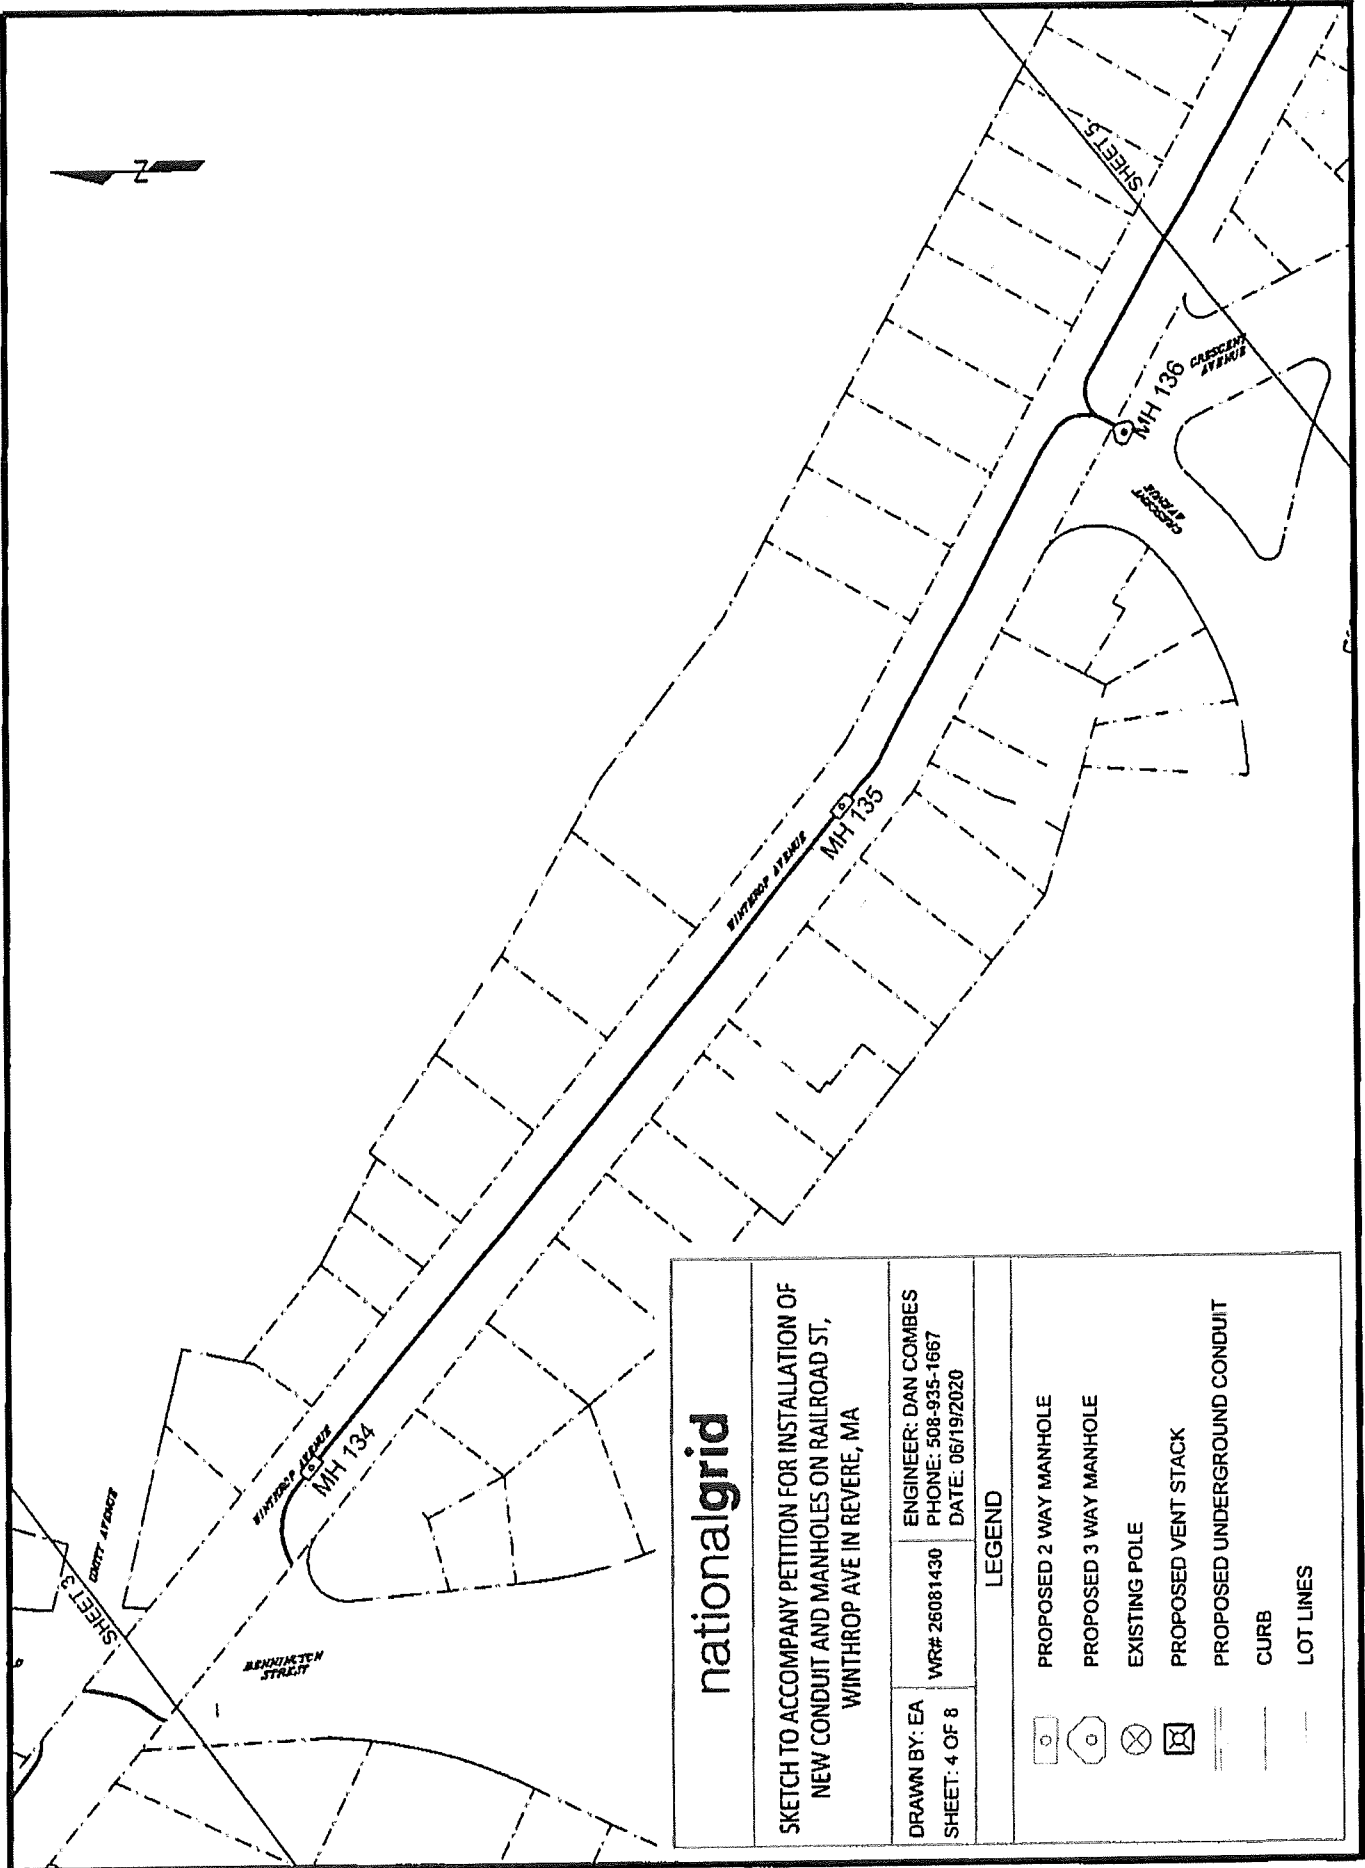 SHEET 3
COTTY AVENUE
BENNINGTON
STREET
WINTHROP AVENUE
MH 134
WINTHROP AVENUE
MH 135
CRESCENT
AVENUE
MH 136
CRESCENT
AVENUE
SHEET 5
N
nationalgrid
SKETCH TO ACCOMPANY PETITION FOR INSTALLATION OF
NEW CONDUIT AND MANHOLES ON RAILROAD ST,
WINTHROP AVE IN REVERE, MA
DRAWN BY: EA
SHEET: 4 OF 8
WR# 26081430
ENGINEER: DAN COMBES
PHONE: 508-935-1667
DATE: 06/19/2020
LEGEND
PROPOSED 2 WAY MANHOLE
PROPOSED 3 WAY MANHOLE
EXISTING POLE
PROPOSED VENT STACK
PROPOSED UNDERGROUND CONDUIT
CURB
LOT LINES